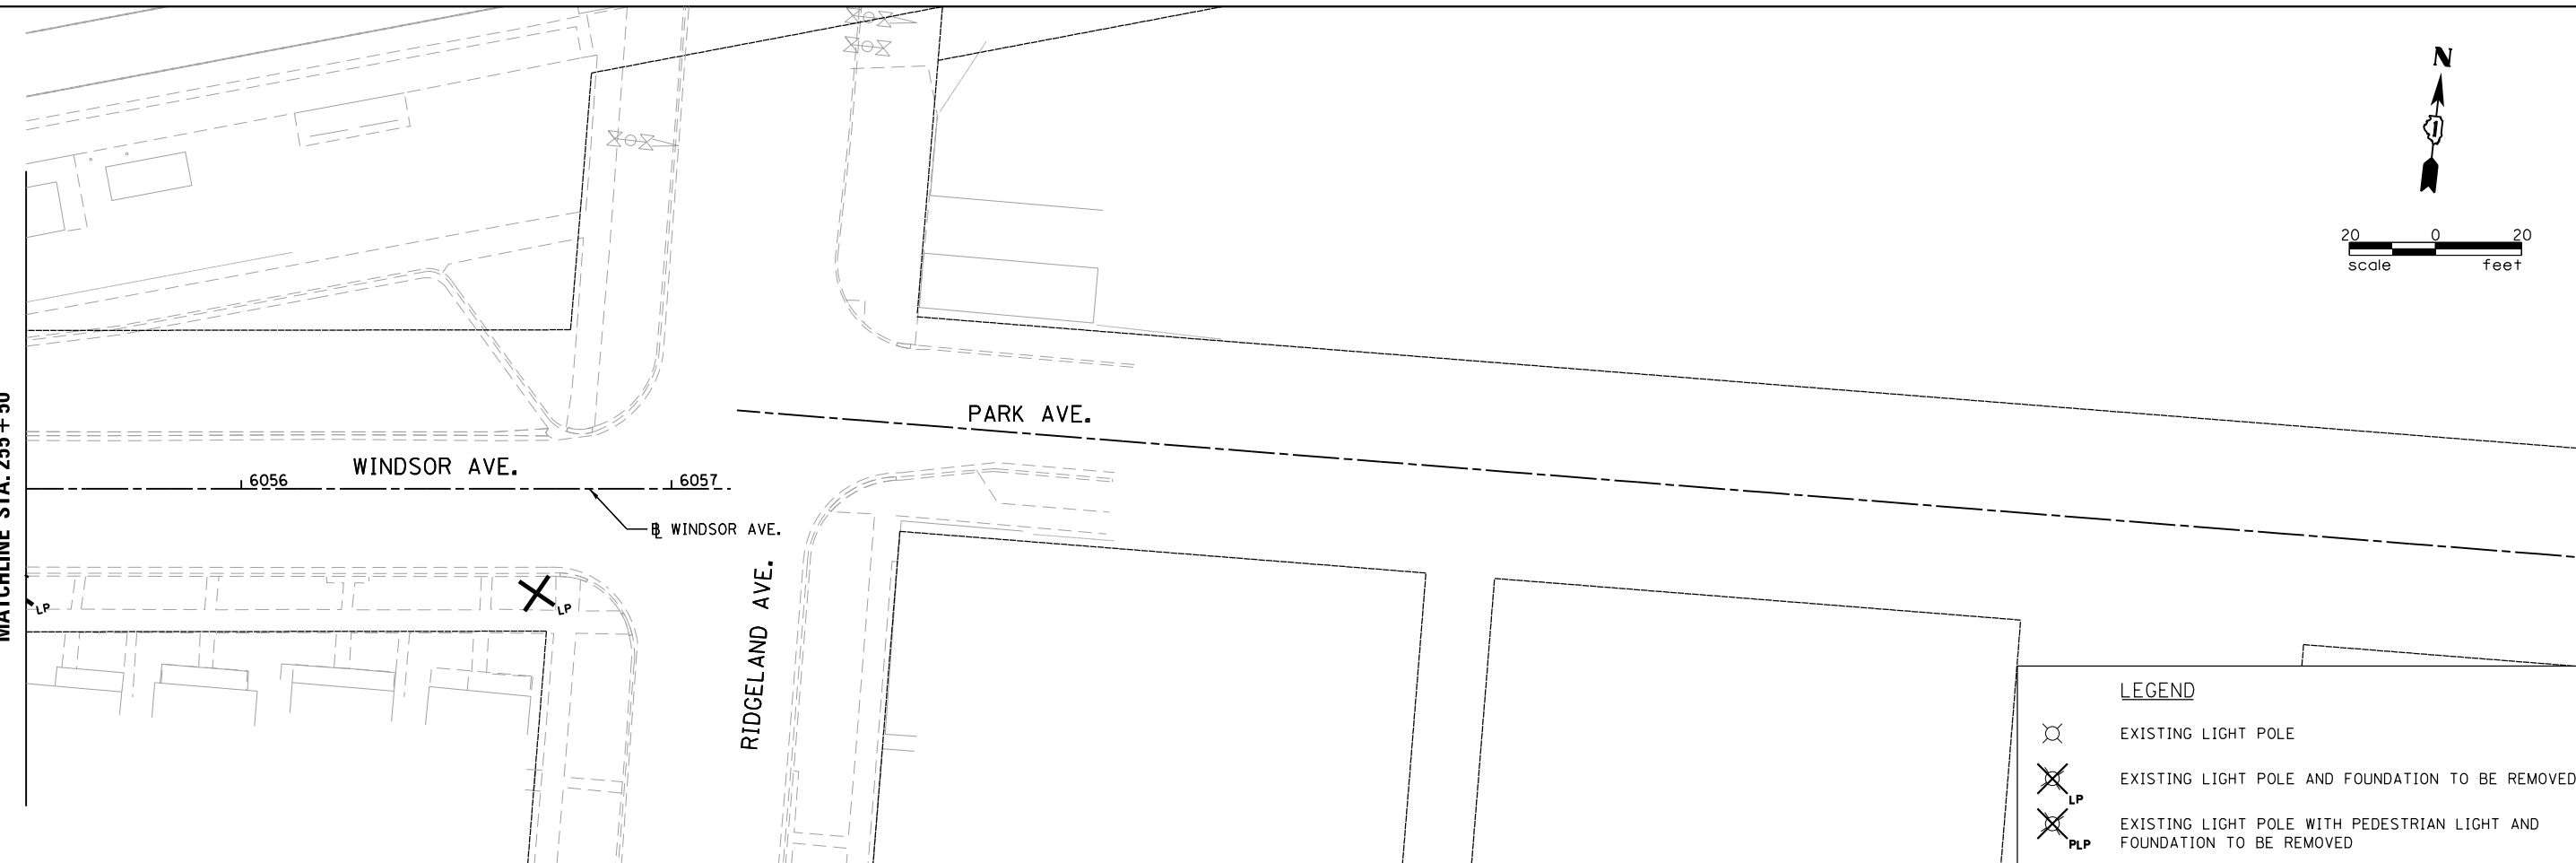 N
20 0 20
scale feet
MATCHLINE STA. 255+50
PARK AVE.
WINDSOR AVE.
6056
6057
WINDSOR AVE.
RIDGELAND AVE.
LP
LP
LEGEND
EXISTING LIGHT POLE
EXISTING LIGHT POLE AND FOUNDATION TO BE REMOVED
LP
EXISTING LIGHT POLE WITH PEDESTRIAN LIGHT AND
FOUNDATION TO BE REMOVED
PLP